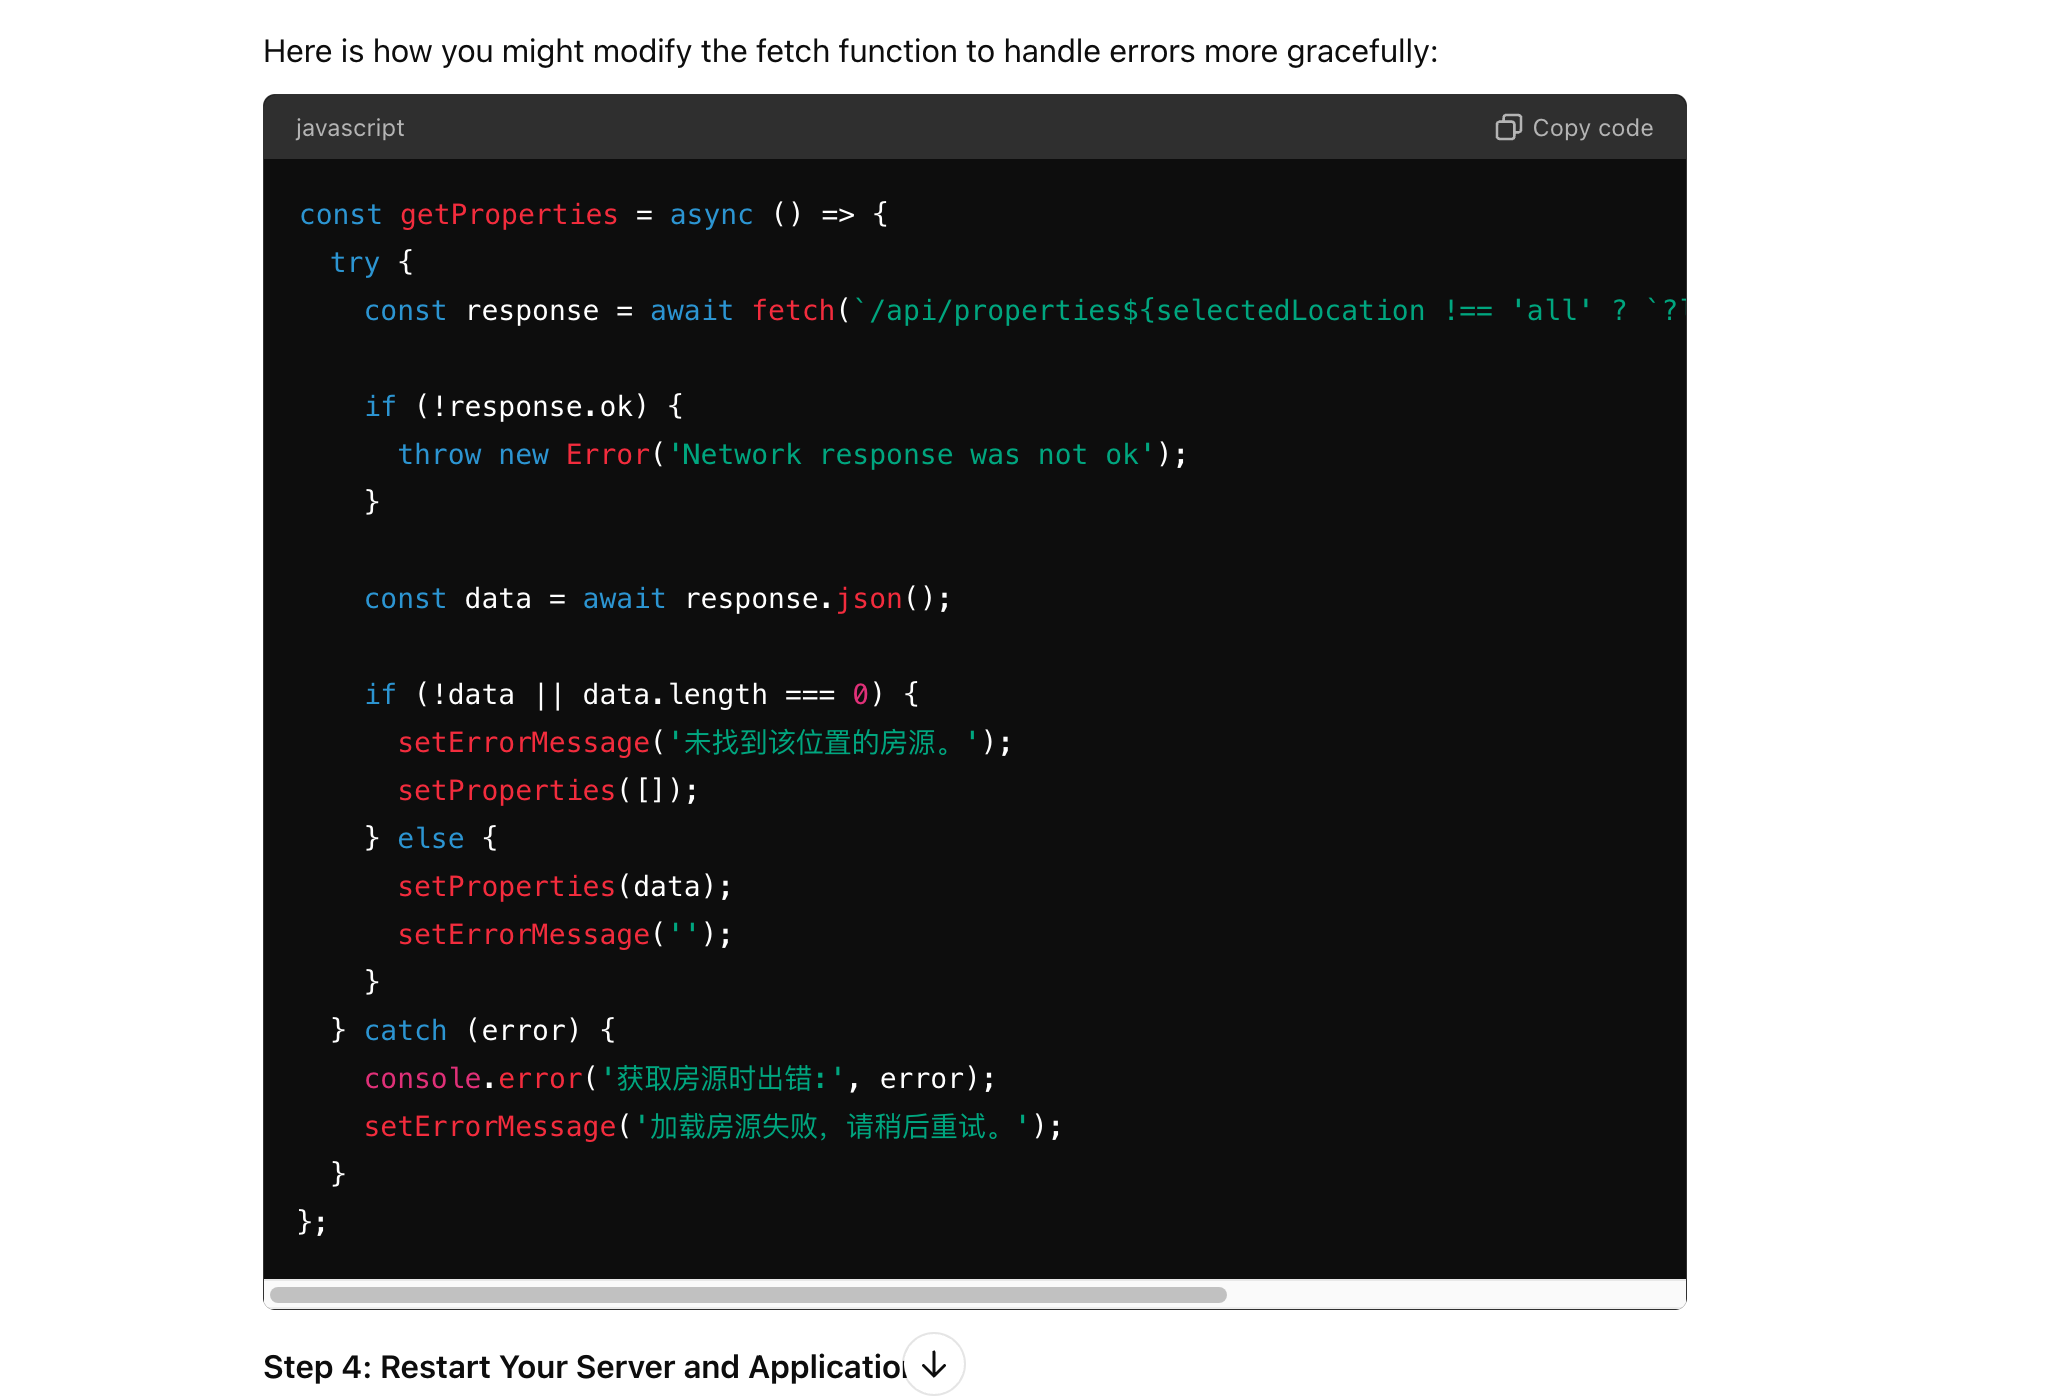 Here is how you might modify the fetch function to handle errors more gracefully:
javascript
Copy code
const getProperties = async () => {
try {
const response = await fetch(`/api/properties${selectedLocation !== 'all' ? `?
if (!response.ok) {
throw new Error('Network response was not ok');
}
const data = await response.json();
if (!data || data.length === 0) {
setErrorMessage('未找到该位置的房源。');
setProperties([]);
} else {
setProperties(data);
setErrorMessage('');
}
} catch (error) {
console.error('获取房源时出错:', error);
setErrorMessage('加载房源失败，请稍后重试。');
}
};
Step 4: Restart Your Server and